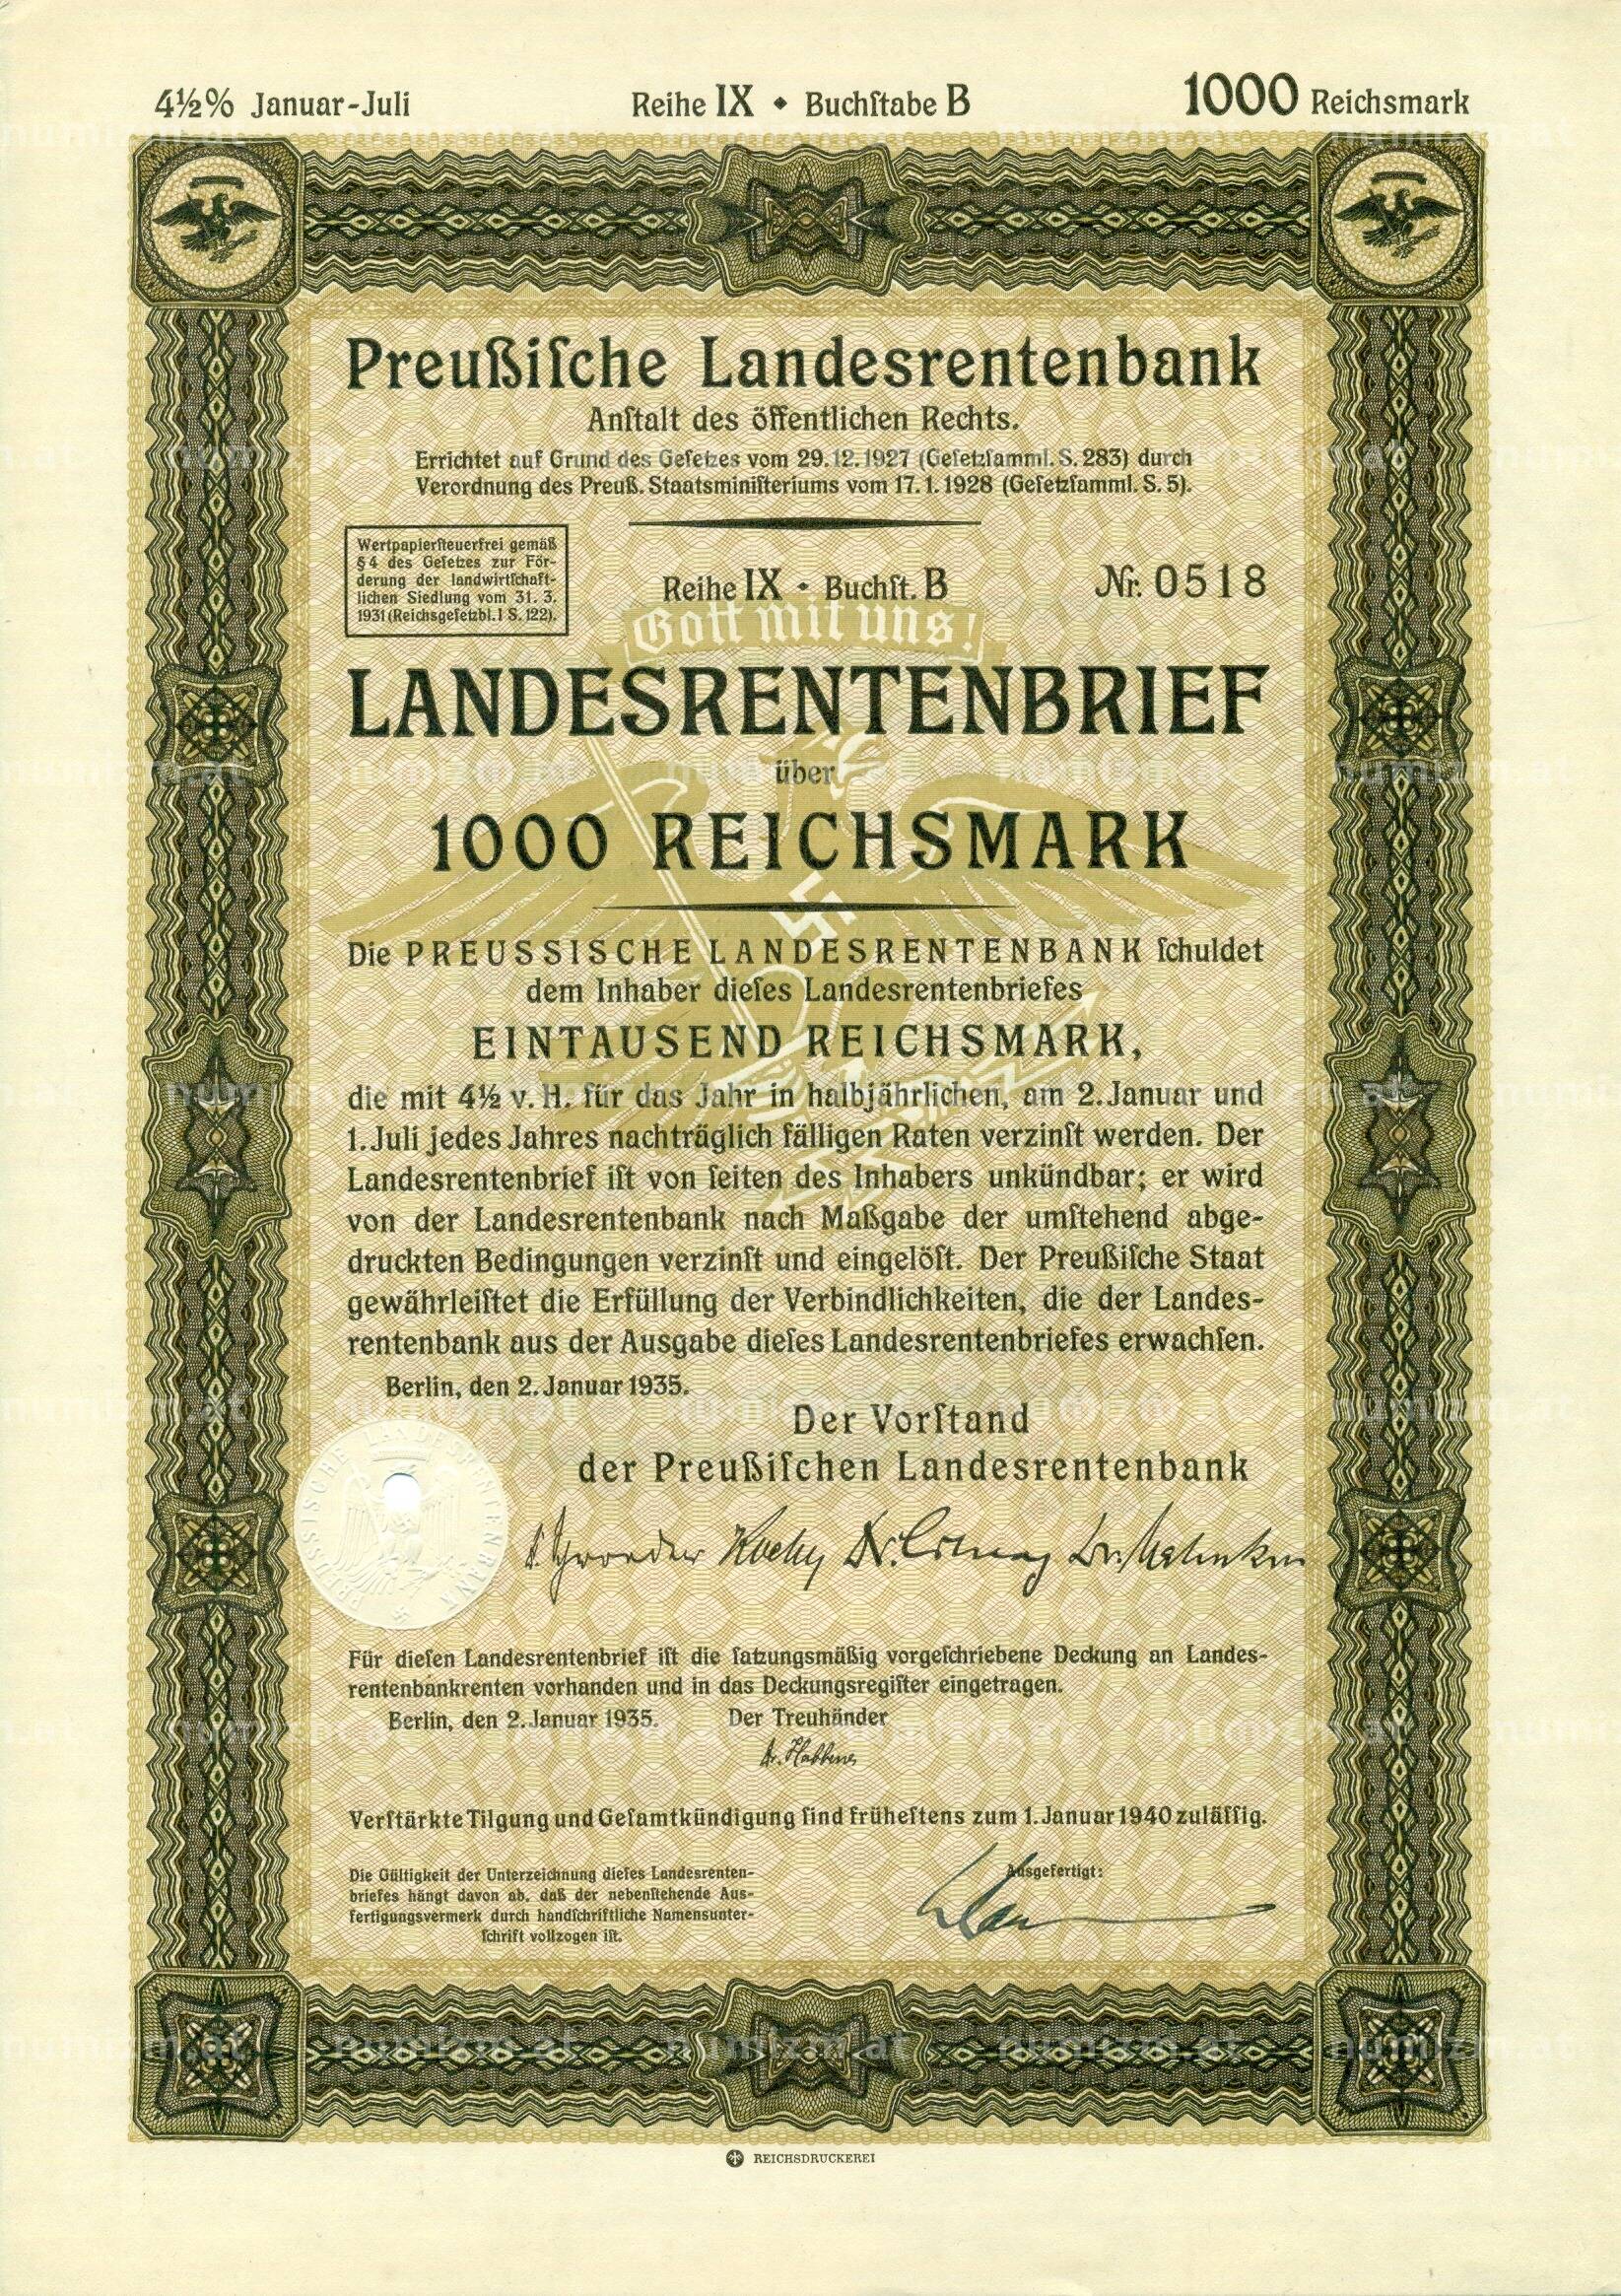 4½% Januar-Juli
Reihe IX • Buchſtabe B
1000 Reichsmark
Preußiſche Landesrentenbank
Anſtalt des öffentlichen Rechts.
Errichtet auf Grund des Geſetzes vom 29.12.1927 (Geſetzſamml. S. 283) durch
Verordnung des Preuß. Staatsminiſteriums vom 17.1.1928 (Geſetzſamml. S. 5).
Wertpapierſteuerfrei gemäß
§4 des Geſetzes zur För-
derung der landwirtſchaft-
lichen Siedlung vom 31. 3.
1931 (Reichsgeſetzbl. I S. 122).
Reihe IX • Buchſt. B
Nr. 0518
Gott mit uns!
LANDESRENTENBRIEF
über
1000 REICHSMARK
Die PREUSSISCHE LANDESRENTENBANK ſchuldet
dem Inhaber dieſes Landesrentenbriefes
EINTAUSEND REICHSMARK,
die mit 4½ v. H. für das Jahr in halbjährlichen, am 2. Januar und
1. Juli jedes Jahres nachträglich fälligen Raten verzinſt werden. Der
Landesrentenbrief iſt von ſeiten des Inhabers unkündbar; er wird
von der Landesrentenbank nach Maßgabe der umſtehend abge-
druckten Bedingungen verzinſt und eingelöſt. Der Preußiſche Staat
gewährleiſtet die Erfüllung der Verbindlichkeiten, die der Landes-
rentenbank aus der Ausgabe dieſes Landesrentenbriefes erwachſen.
Berlin, den 2. Januar 1935.
Der Vorſtand
der Preußiſchen Landesrentenbank
PREUSSISCHE LANDESRENTENBANK
Für dieſen Landesrentenbrief iſt die ſatzungsmäßig vorgeſchriebene Deckung an Landes-
rentenbankrenten vorhanden und in das Deckungsregiſter eingetragen.
Berlin, den 2. Januar 1935.
Der Treuhänder
Verſtärkte Tilgung und Geſamtkündigung ſind früheſtens zum 1. Januar 1940 zuläſſig.
Die Gültigkeit der Unterzeichnung dieſes Landesrenten-
briefes hängt davon ab, daß der nebenſtehende Aus-
fertigungsvermerk durch handſchriftliche Namensunter-
ſchrift vollzogen iſt.
Ausgefertigt:
REICHSDRUCKEREI
numizm.at